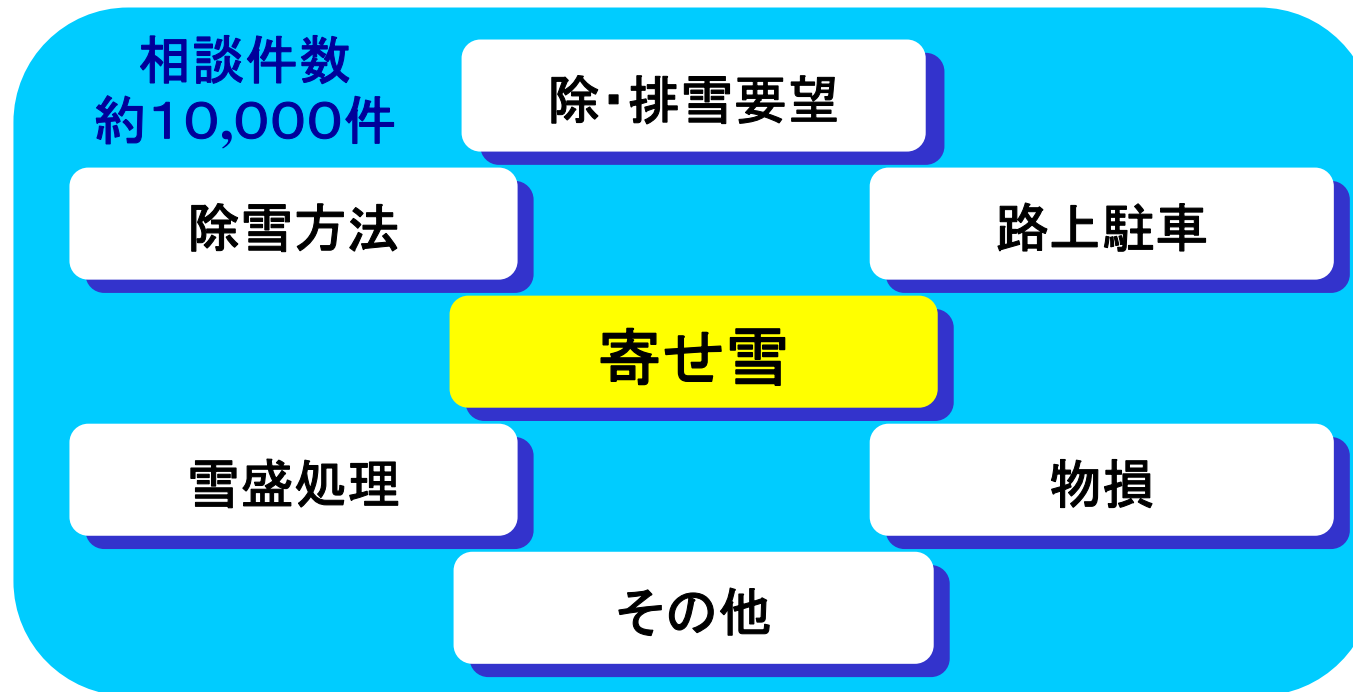 相談件数
約10,000件
除・排雪要望
除雪方法
路上駐車
寄せ雪
雪盛処理
物損
その他